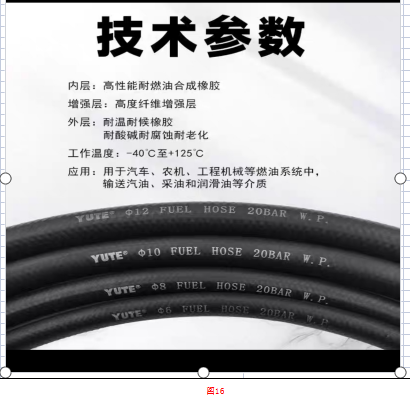 技术参数
内层：高性能耐燃油合成橡胶
增强层：高度纤维增强层
外层：耐温耐候橡胶
耐酸碱耐腐蚀耐老化
工作温度：-40℃至+125℃
应用：用于汽车、农机、工程机械等燃油系统中，
输送汽油、采油和润滑油等介质
YUTE® Φ12 FUEL HOSE 20BAR W.P.
YUTE® Φ10 FUEL HOSE 20BAR W.P.
YUTE® Φ8 FUEL HOSE 20BAR W.P.
YUTE® Φ6 FUEL HOSE 20BAR W.P.
图16